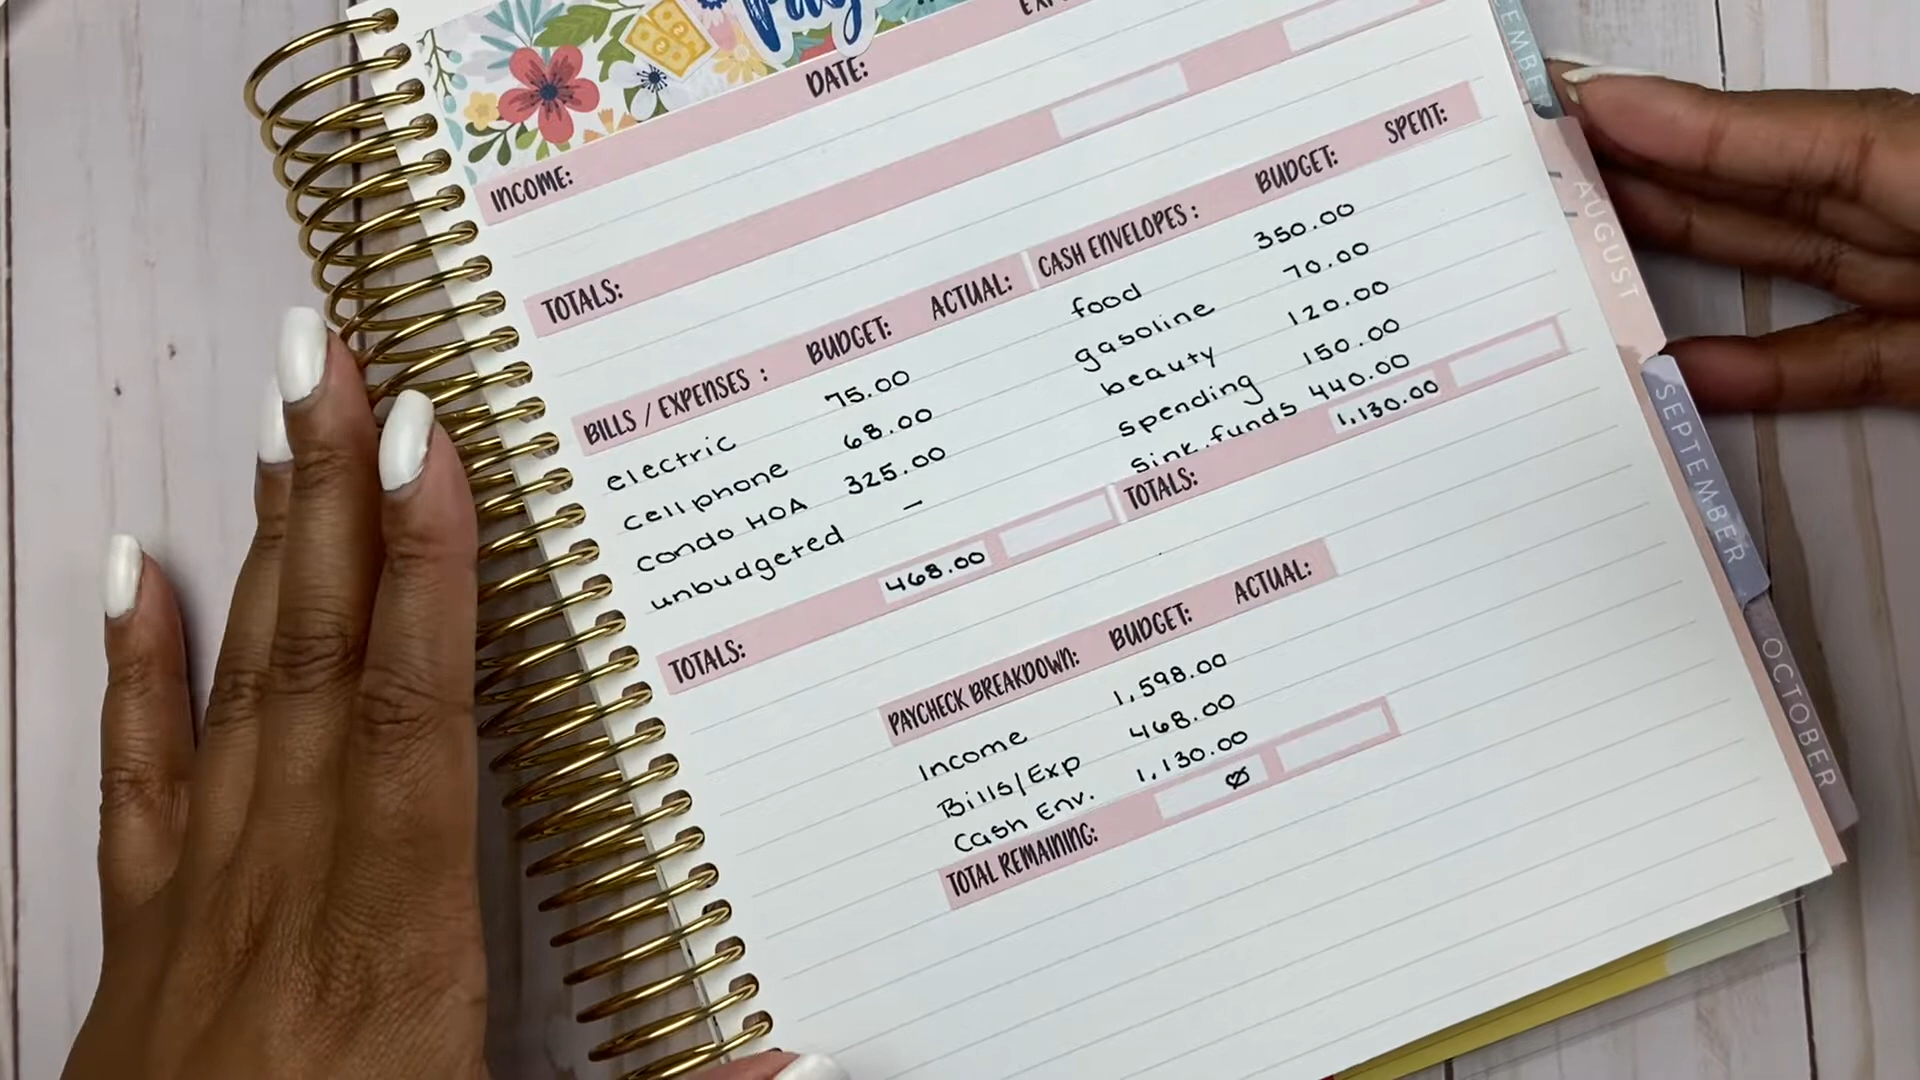 Pay
DATE:
INCOME:
TOTALS:
BILLS / EXPENSES : BUDGET: ACTUAL:
electric 75.00
cell phone 68.00
condo HOA 325.00
unbudgeted –
TOTALS: 468.00
CASH ENVELOPES : BUDGET: SPENT:
food 350.00
gasoline 70.00
beauty 120.00
spending 150.00
sink.funds 440.00
TOTALS: 1,130.00
PAYCHECK BREAKDOWN: BUDGET: ACTUAL:
Income 1,598.00
Bills/Exp 468.00
Cash Env. 1,130.00
TOTAL REMAINING: Ø
AUGUST
SEPTEMBER
OCTOBER